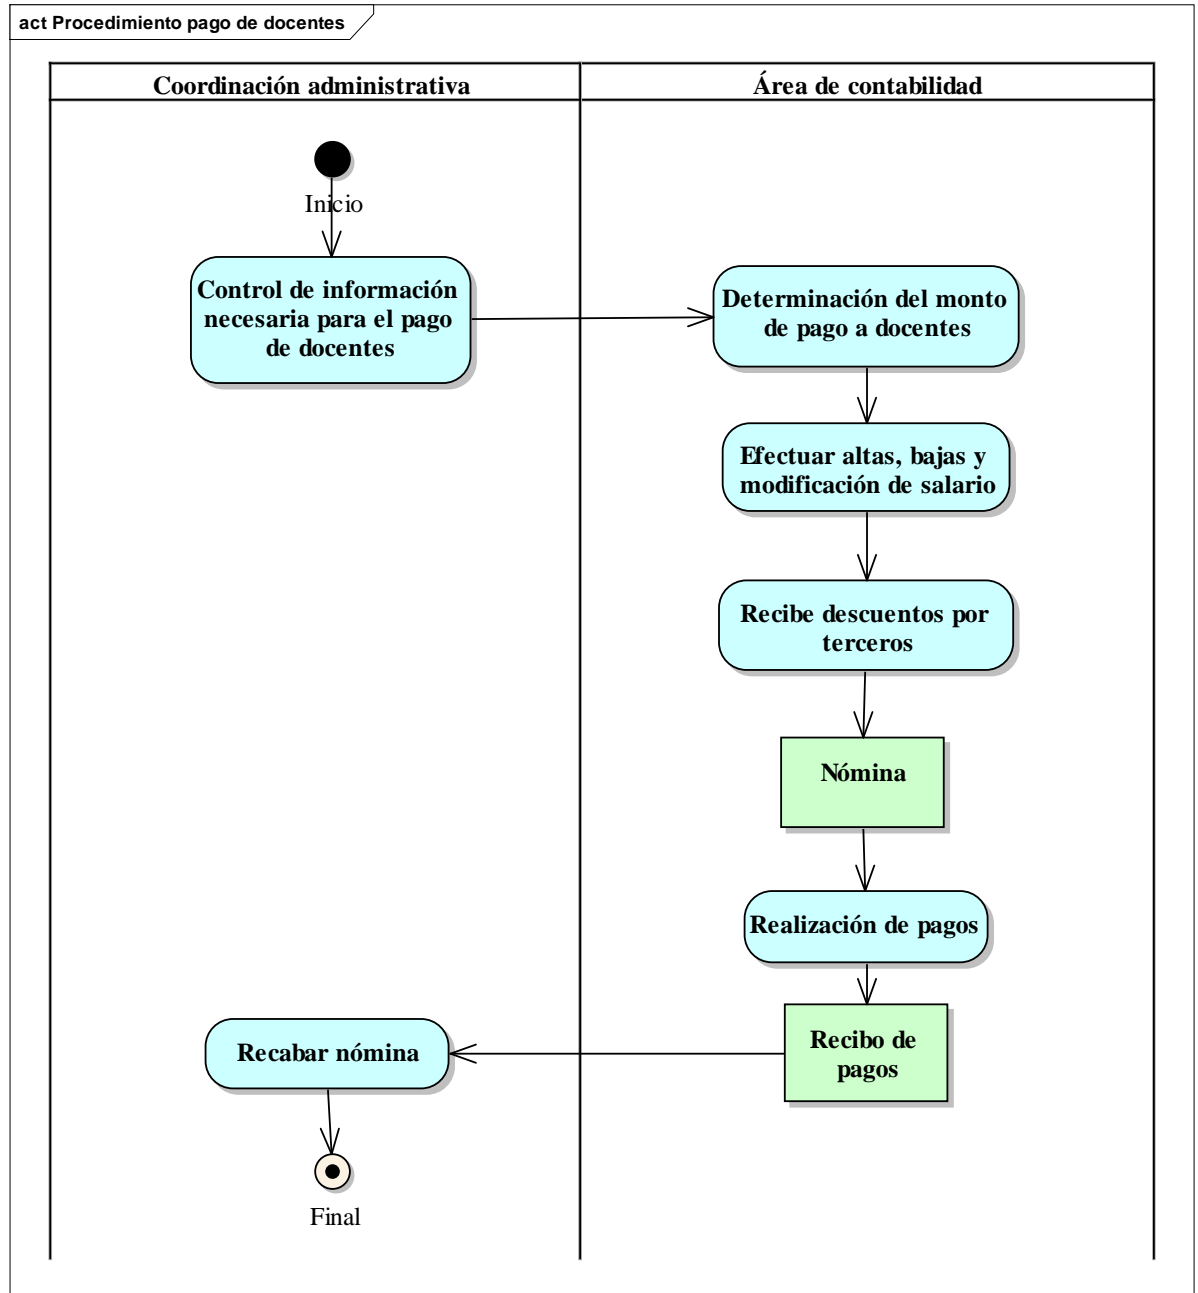 act Procedimiento pago de docentes
Coordinación administrativa
Área de contabilidad
Inicio
Control de información
necesaria para el pago
de docentes
Determinación del monto
de pago a docentes
Efectuar altas, bajas y
modificación de salario
Recibe descuentos por
terceros
Nómina
Realización de pagos
Recibo de
pagos
Recabar nómina
Final